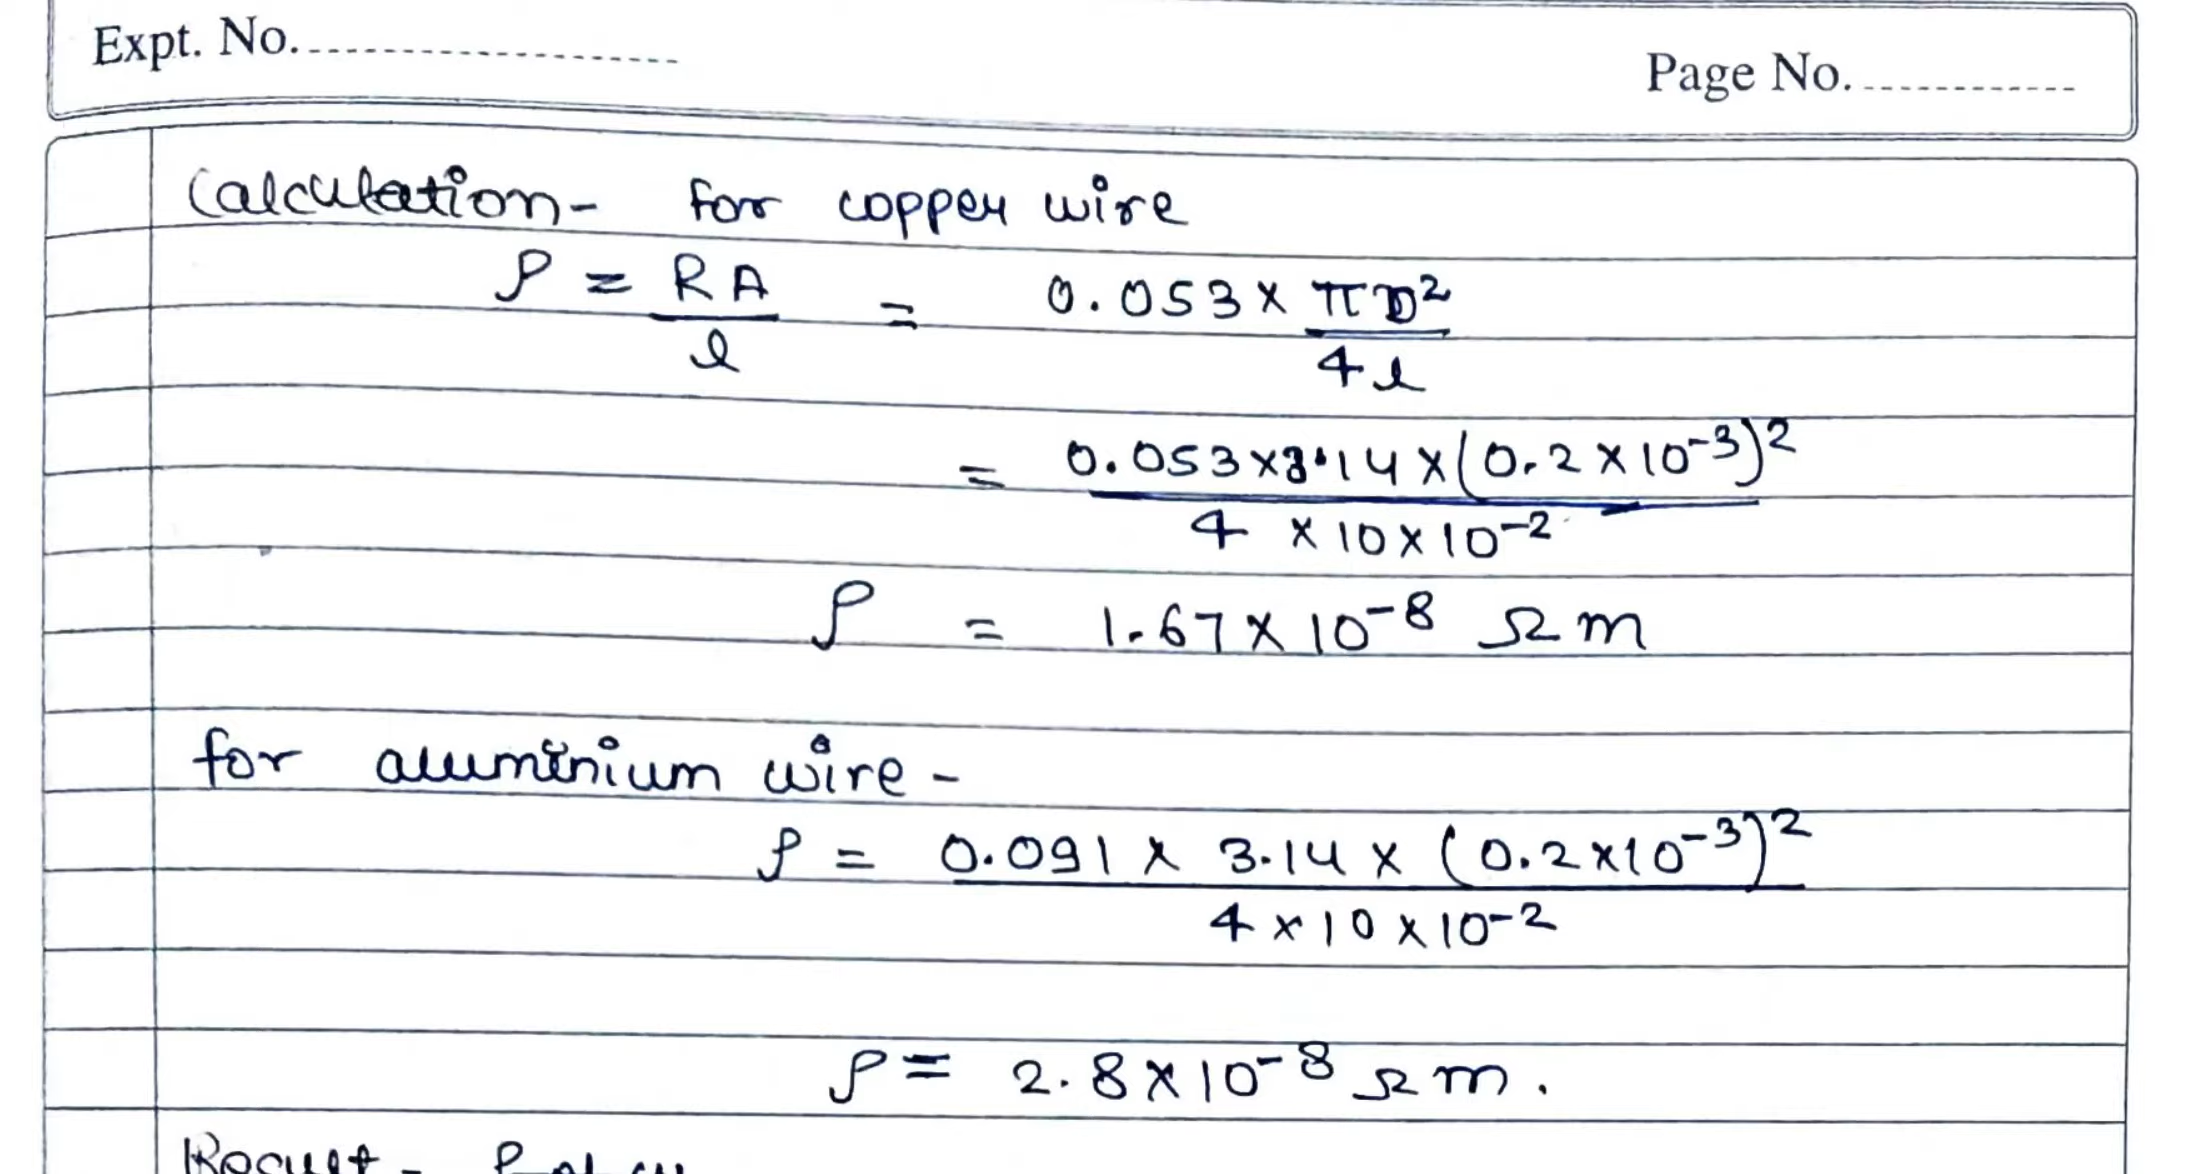 Expt. No.
Page No.
Calculation- for copper wire
ρ = RA/l = 0.053 × πD²/4l
= 0.053×3.14×(0.2×10⁻³)²/4 ×10×10⁻²
ρ = 1.67×10⁻⁸ Ωm
for aluminium wire -
ρ = 0.091 × 3.14 × (0.2×10⁻³)²/4×10×10⁻²
ρ = 2.8×10⁻⁸ Ωm.
Result -